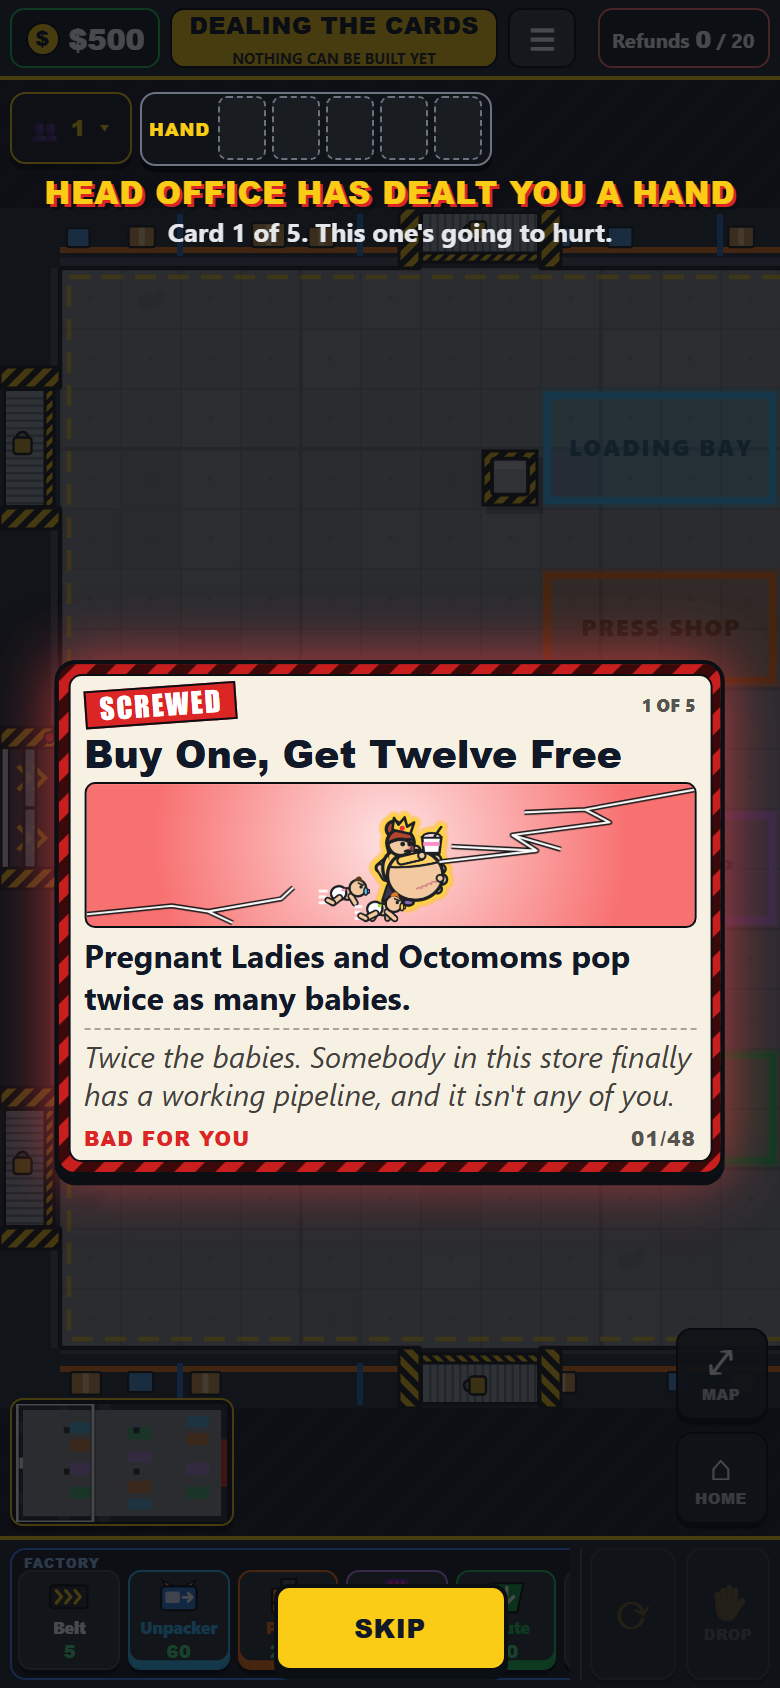 $ $500
DEALING THE CARDS
NOTHING CAN BE BUILT YET
Refunds 0 / 20
1
HAND
HEAD OFFICE HAS DEALT YOU A HAND
Card 1 of 5. This one's going to hurt.
LOADING BAY
PRESS SHOP
SCREWED
1 OF 5
Buy One, Get Twelve Free
Pregnant Ladies and Octomoms pop
twice as many babies.
Twice the babies. Somebody in this store finally
has a working pipeline, and it isn't any of you.
BAD FOR YOU
01/48
MAP
HOME
FACTORY
Belt
5
Unpacker
60
SKIP
DROP